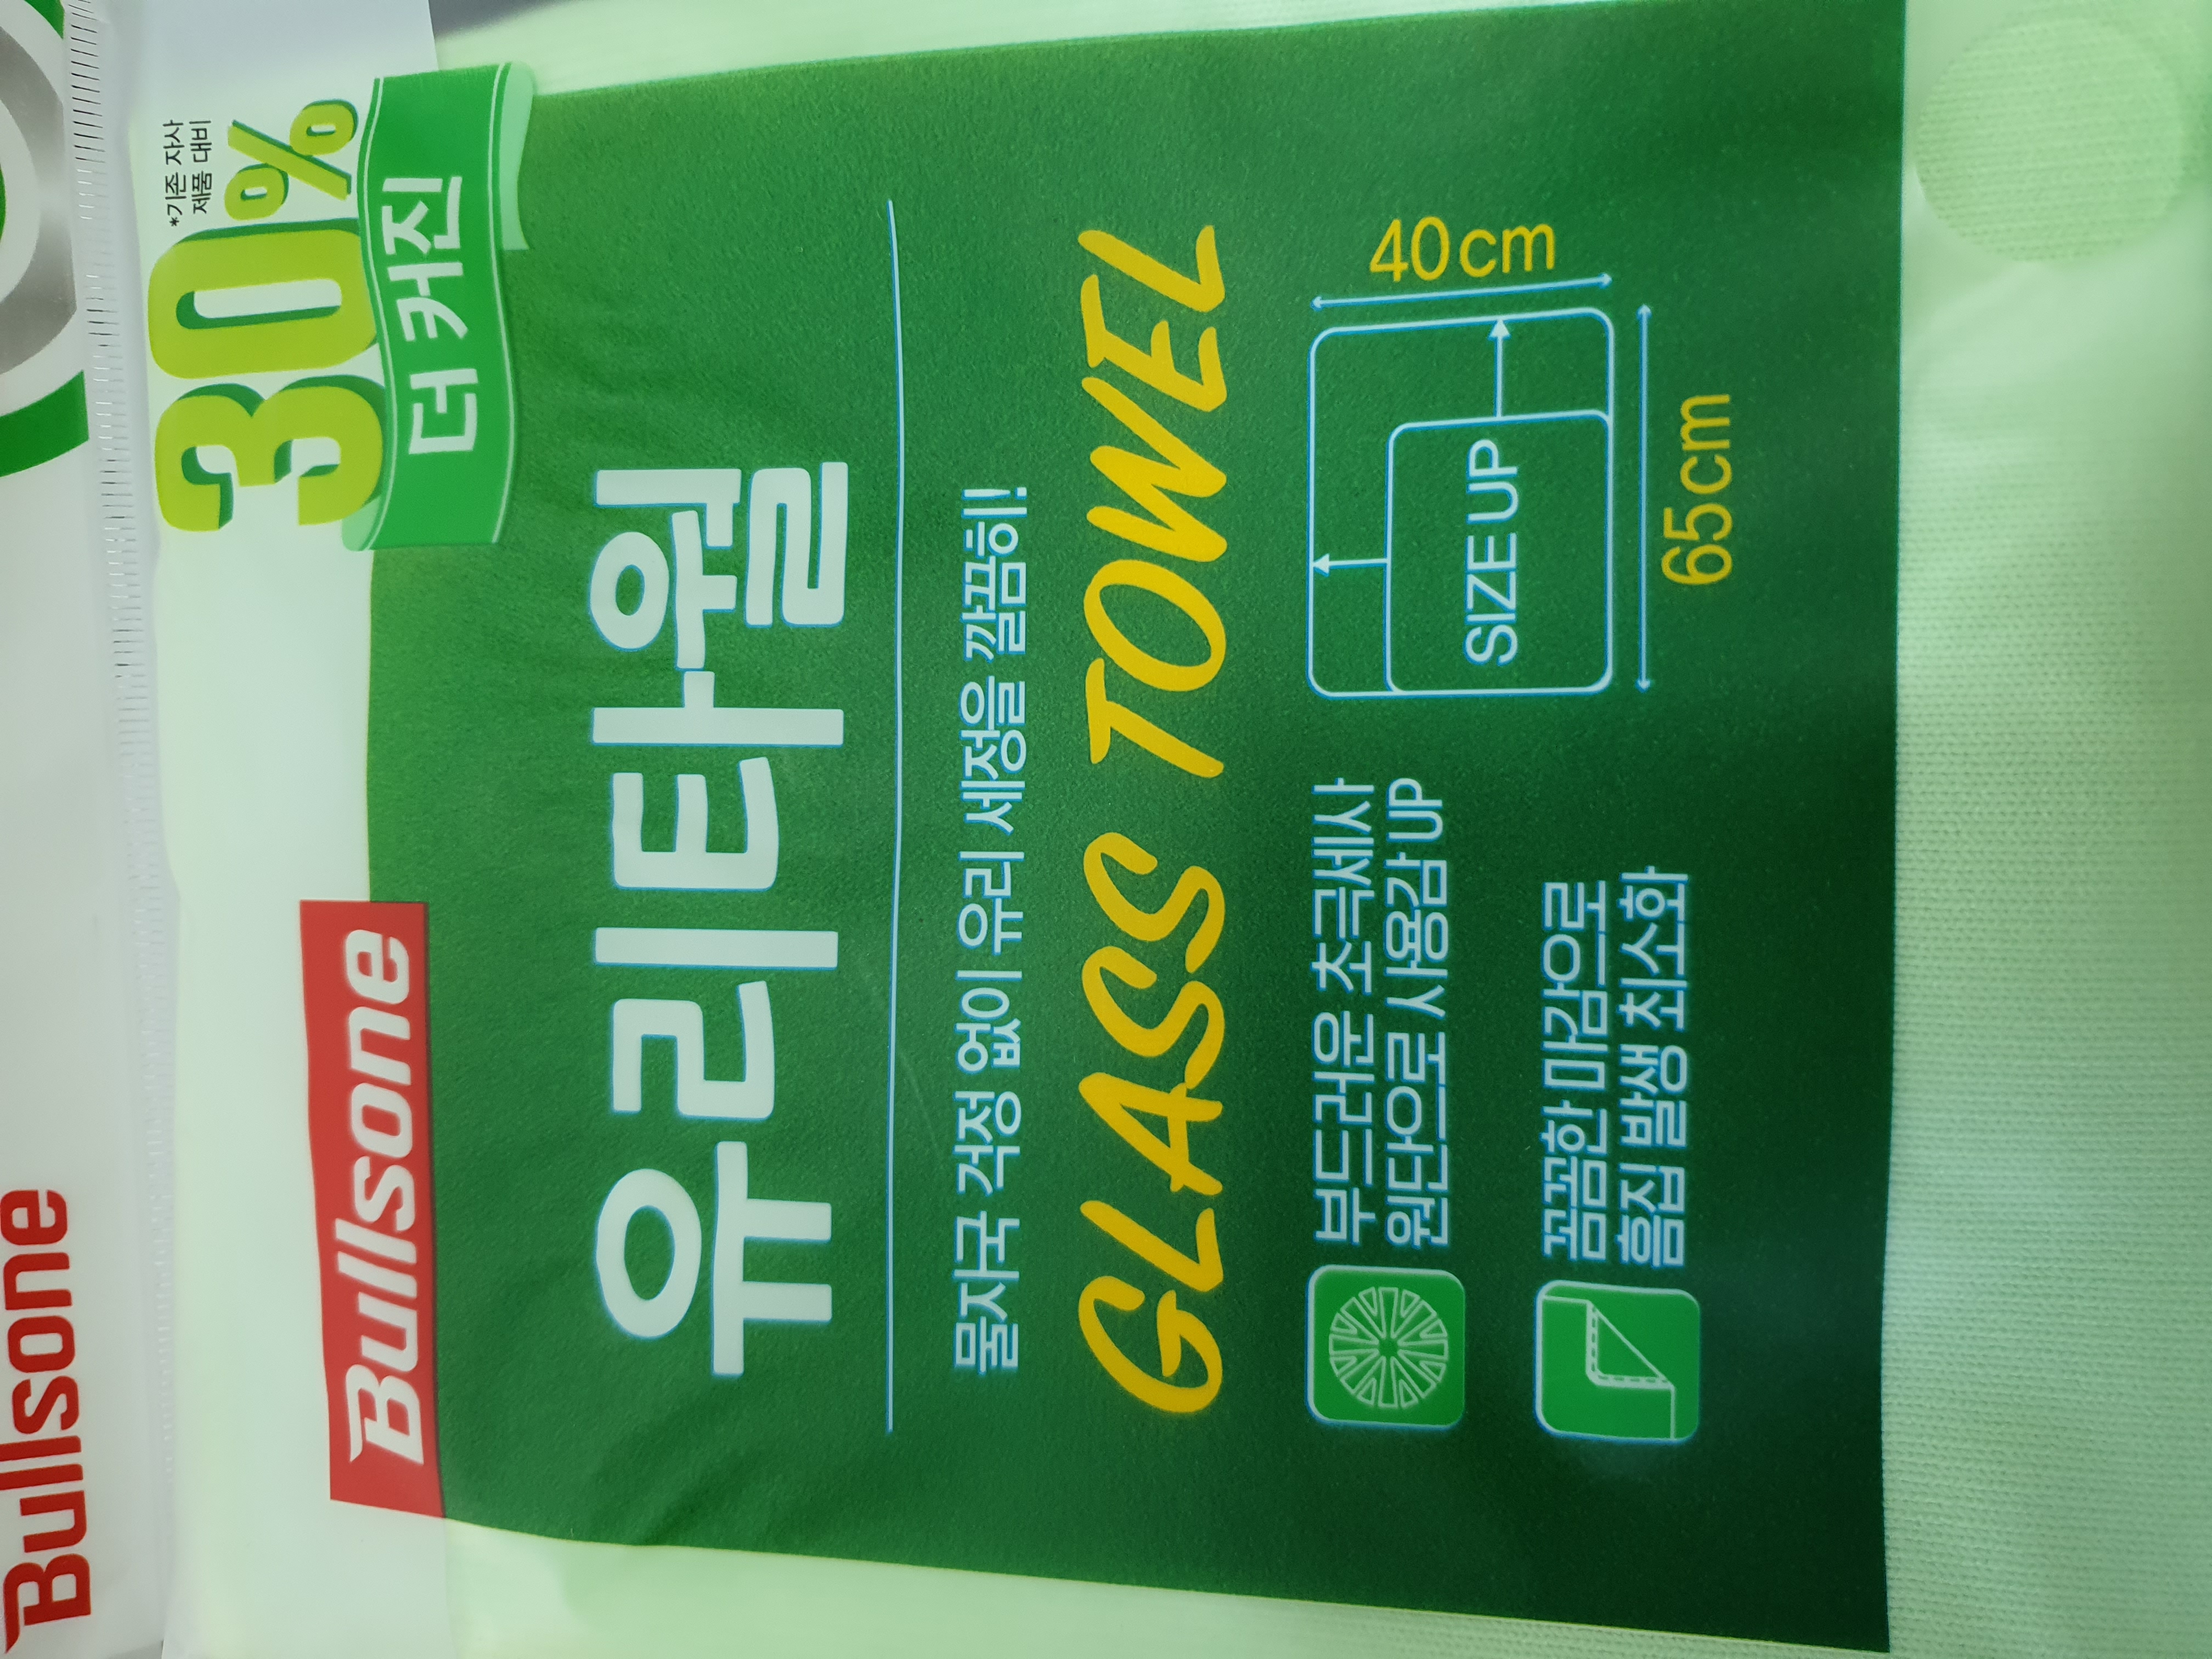 Bullsone
*기존 자사
제품 대비
30%
더 커진
Bullsone
유리타월
물자국 걱정 없이 유리 세정을 깔끔히!
GLASS TOWEL
부드러운 초극세사
원단으로 사용감 UP
꼼꼼한 마감으로
흠집 발생 최소화
SIZE UP
40cm
65cm